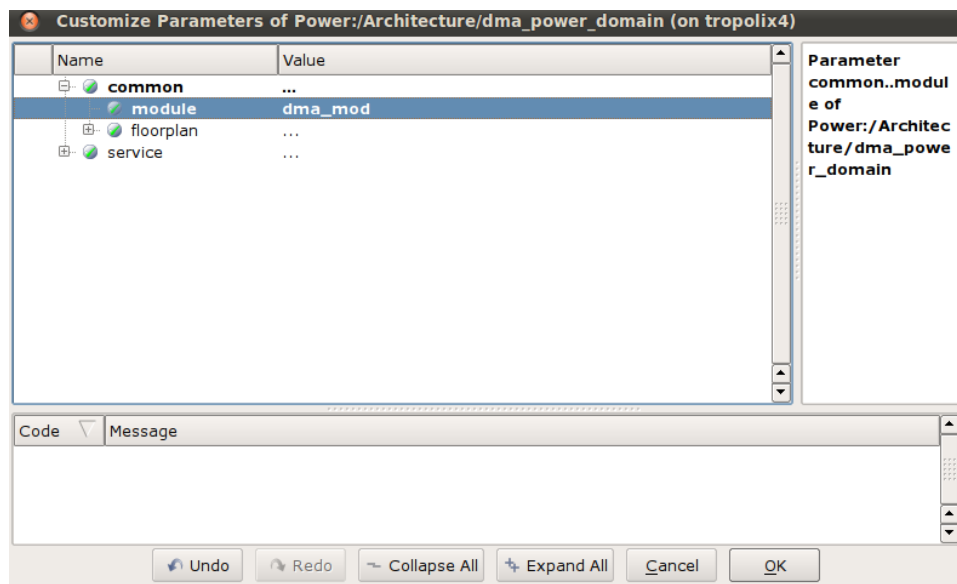 Customize Parameters of Power:/Architecture/dma_power_domain (on tropolix4)
Name Value
common ...
module dma_mod
floorplan ...
service ...
Parameter
common..modul
e of
Power:/Architec
ture/dma_powe
r_domain
Code Message
Undo Redo Collapse All Expand All Cancel OK